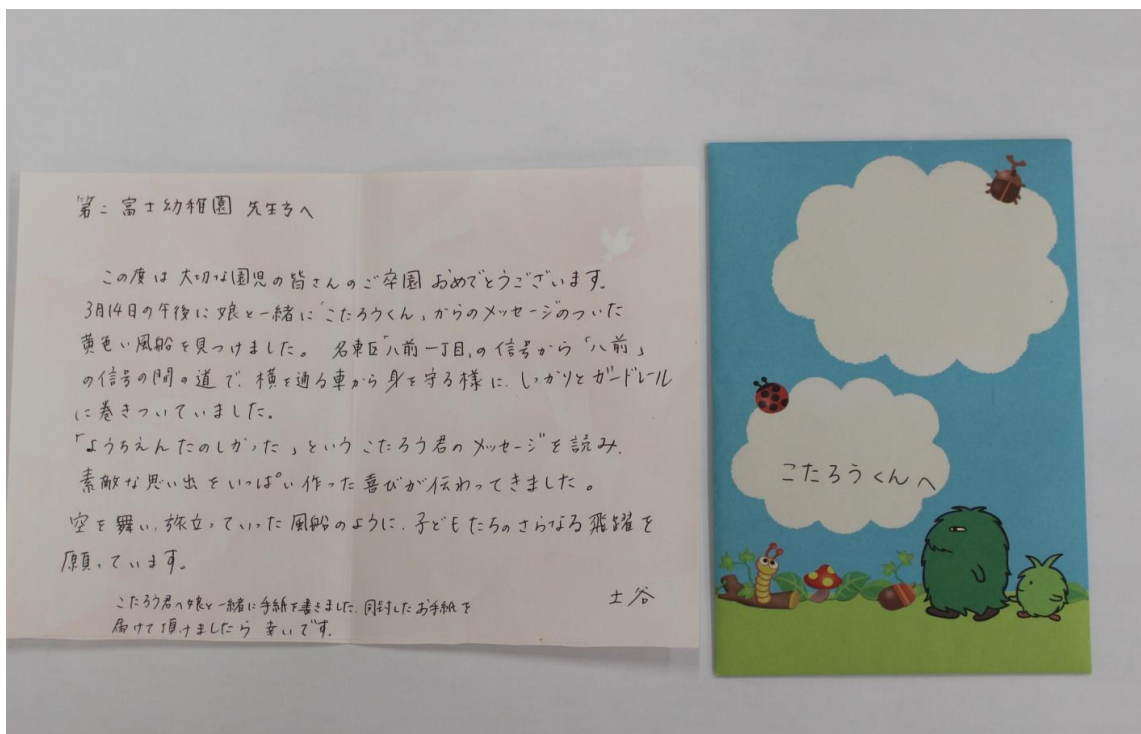 第二富士幼稚園 先生方へ
この度は大切な園児の皆さんのご卒園おめでとうございます。
3月14日の午後に娘と一緒に「こたろうくん」からのメッセージのついた
黄色い風船を見つけました。 名東区「八前一丁目」の信号から「八前」
の信号の間の道で、横を通る車から身を守る様に、しっかりとガードレール
に巻きついていました。
「ようちえんたのしかった」というこたろう君のメッセージを読み、
素敵な思い出をいっぱい作った喜びが伝わってきました。
空を舞い、旅立っていった風船のように、子どもたちのさらなる飛躍を
願っています。
土谷
こたろう君へ娘と一緒に手紙を書きました。同封したお手紙を
届けて頂けましたら幸いです。
こたろうくんへ